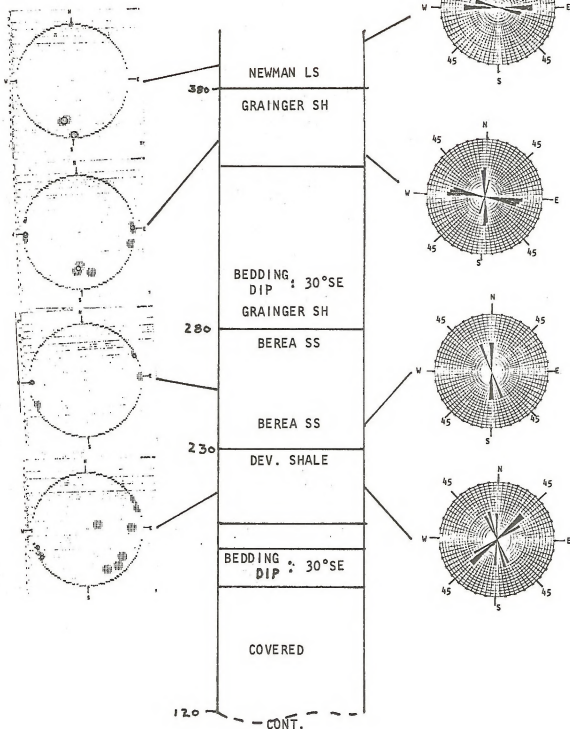 W E
45 45
S
N
W E
S
NEWMAN LS
380
GRAINGER SH
N
45 45
W E
45 45
S
N
E
S
BEDDING : 30°SE
DIP
GRAINGER SH
280
BEREA SS
N
45 45
W E
45 45
S
N
E
S
BEREA SS
230
DEV. SHALE
N
45 45
W E
45 45
S
N
E
S
BEDDING : 30°SE
DIP
COVERED
120
CONT.